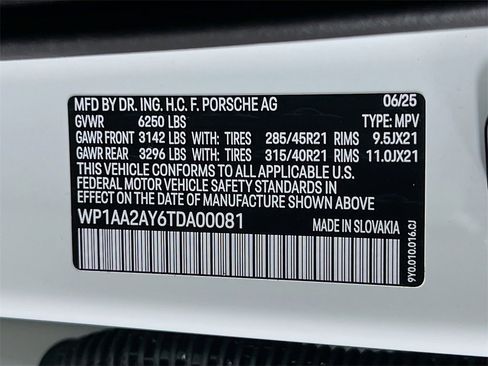 MFD BY DR. ING. H.C. F. PORSCHE AG 06/25
GVWR 6250 LBS TYPE: MPV
GAWR FRONT 3142 LBS WITH: TIRES 285/45R21 RIMS 9.5JX21
GAWR REAR 3296 LBS WITH: TIRES 315/40R21 RIMS 11.0JX21
THIS VEHICLE CONFORMS TO ALL APPLICABLE U.S.
FEDERAL MOTOR VEHICLE SAFETY STANDARDS IN
EFFECT ON THE DATE OF MANUFACTURE SHOWN ABOVE
WP1AA2AY6TDA00081 MADE IN SLOVAKIA
9Y0.010.016.CJ